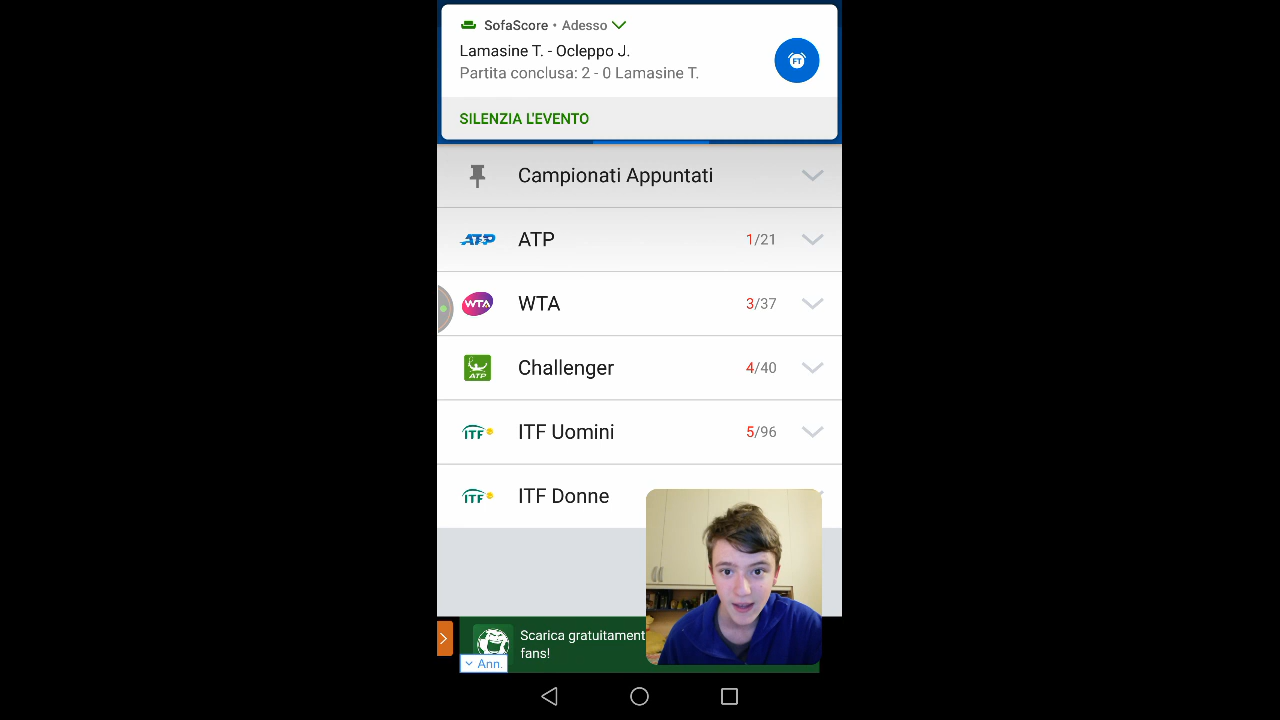 SofaScore • Adesso
Lamasine T. - Ocleppo J.
Partita conclusa: 2 - 0 Lamasine T.
FT
SILENZIA L'EVENTO
Campionati Appuntati
ATP ATP 1/21
WTA WTA 3/37
ATP Challenger 4/40
ITF ITF Uomini 5/96
ITF ITF Donne
Scarica gratuitament
fans!
Ann.